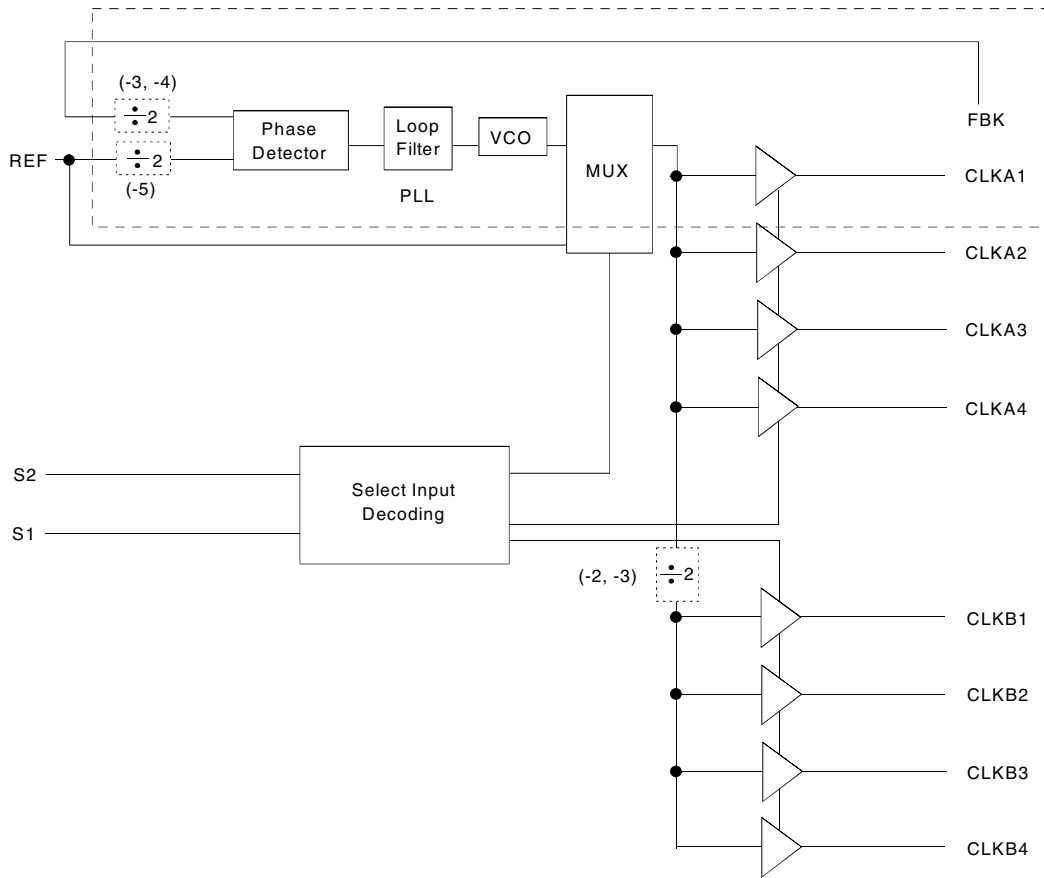 (-3, -4)
÷2
Phase
Detector
Loop
Filter
VCO
MUX
FBK
REF
÷2
(-5)
PLL
CLKA1
CLKA2
CLKA3
CLKA4
S2
S1
Select Input
Decoding
(-2, -3)
÷2
CLKB1
CLKB2
CLKB3
CLKB4